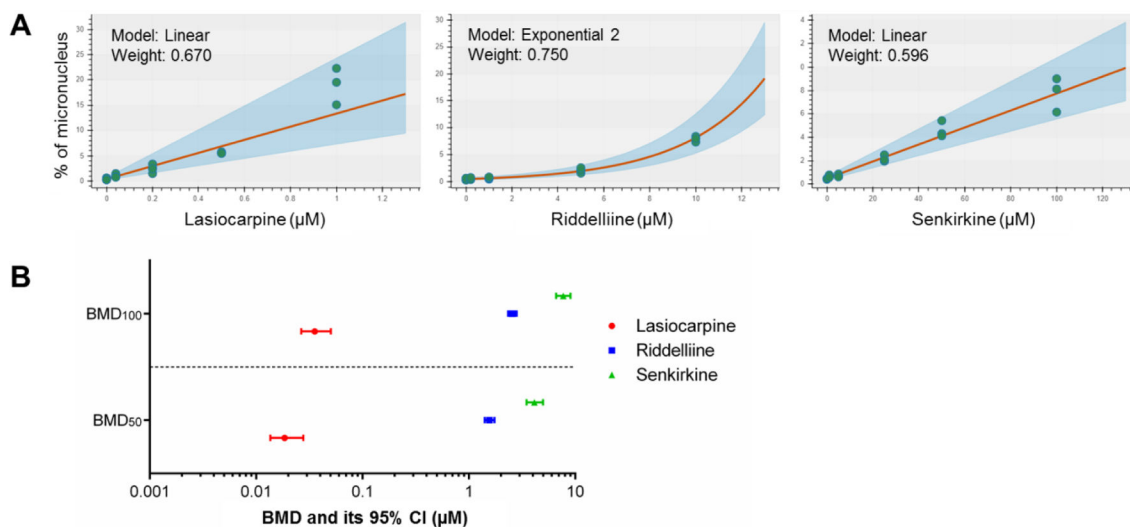 A
% of micronucleus
Model: Linear
Weight: 0.670
30
25
20
15
10
5
0
0 0.2 0.4 0.6 0.8 1 1.2
Lasiocarpine (µM)
Model: Exponential 2
Weight: 0.750
30
25
20
15
10
5
0
0 2 4 6 8 10 12
Riddelliine (µM)
Model: Linear
Weight: 0.596
4
2
0
8
6
4
2
0
0 20 40 60 80 100 120
Senkirkine (µM)
B
BMD100
BMD50
0.001 0.01 0.1 1 10
BMD and its 95% CI (µM)
Lasiocarpine
Riddelliine
Senkirkine